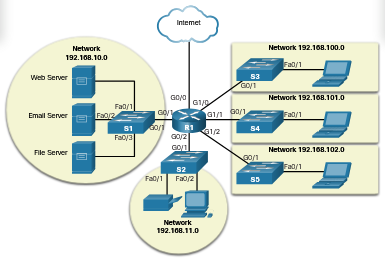 Internet
Network
192.168.10.0
Web Server
Email Server
File Server
Fa0/1
Fa0/2
Fa0/3
S1
G0/1
G0/1
G0/0
G1/0
G1/1
G1/2
G0/2
R1
G0/1
S2
Fa0/1
Fa0/2
Network
192.168.11.0
Network 192.168.100.0
S3
G0/1
Fa0/1
Network 192.168.101.0
G0/1
S4
Fa0/1
Network 192.168.102.0
G0/1
S5
Fa0/1